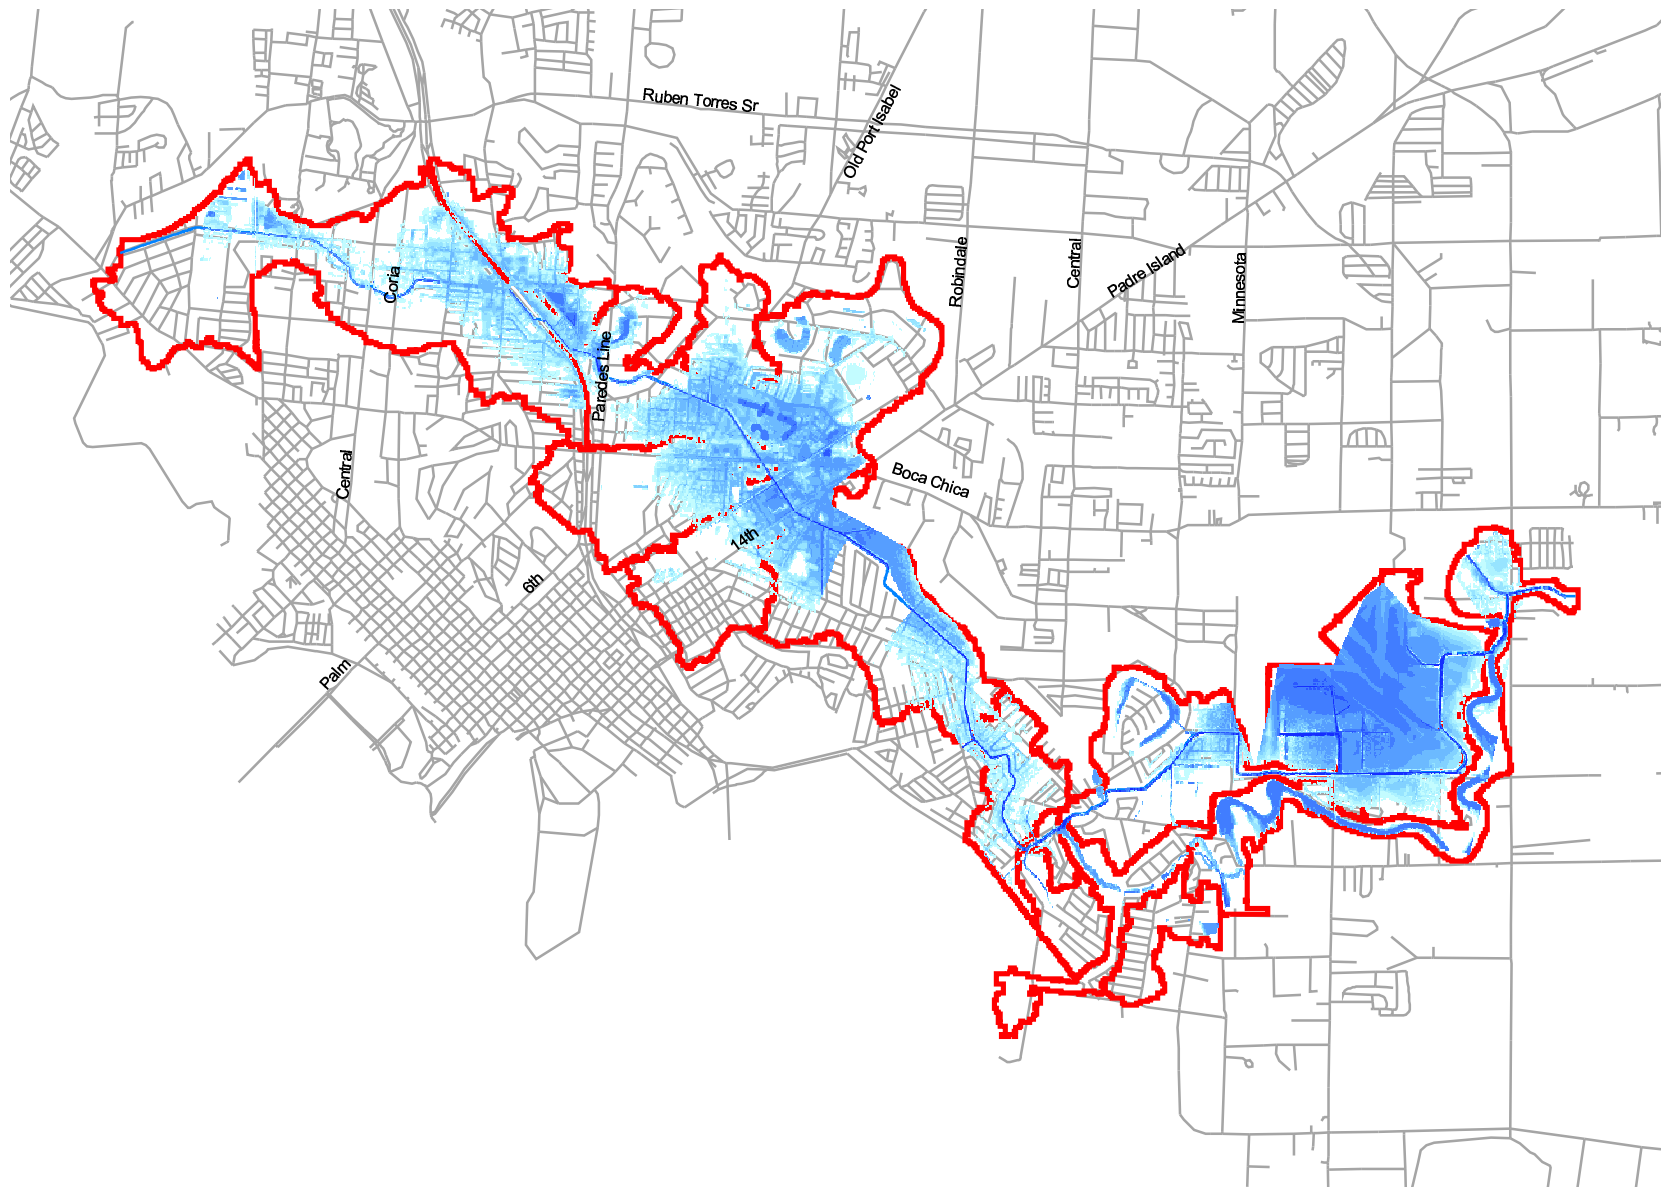 Ruben Torres Sr
Old Port Isabel
Robindale
Central
Padre Island
Minnesota
Coria
Paredes Line
Central
Boca Chica
14th
6th
Palm